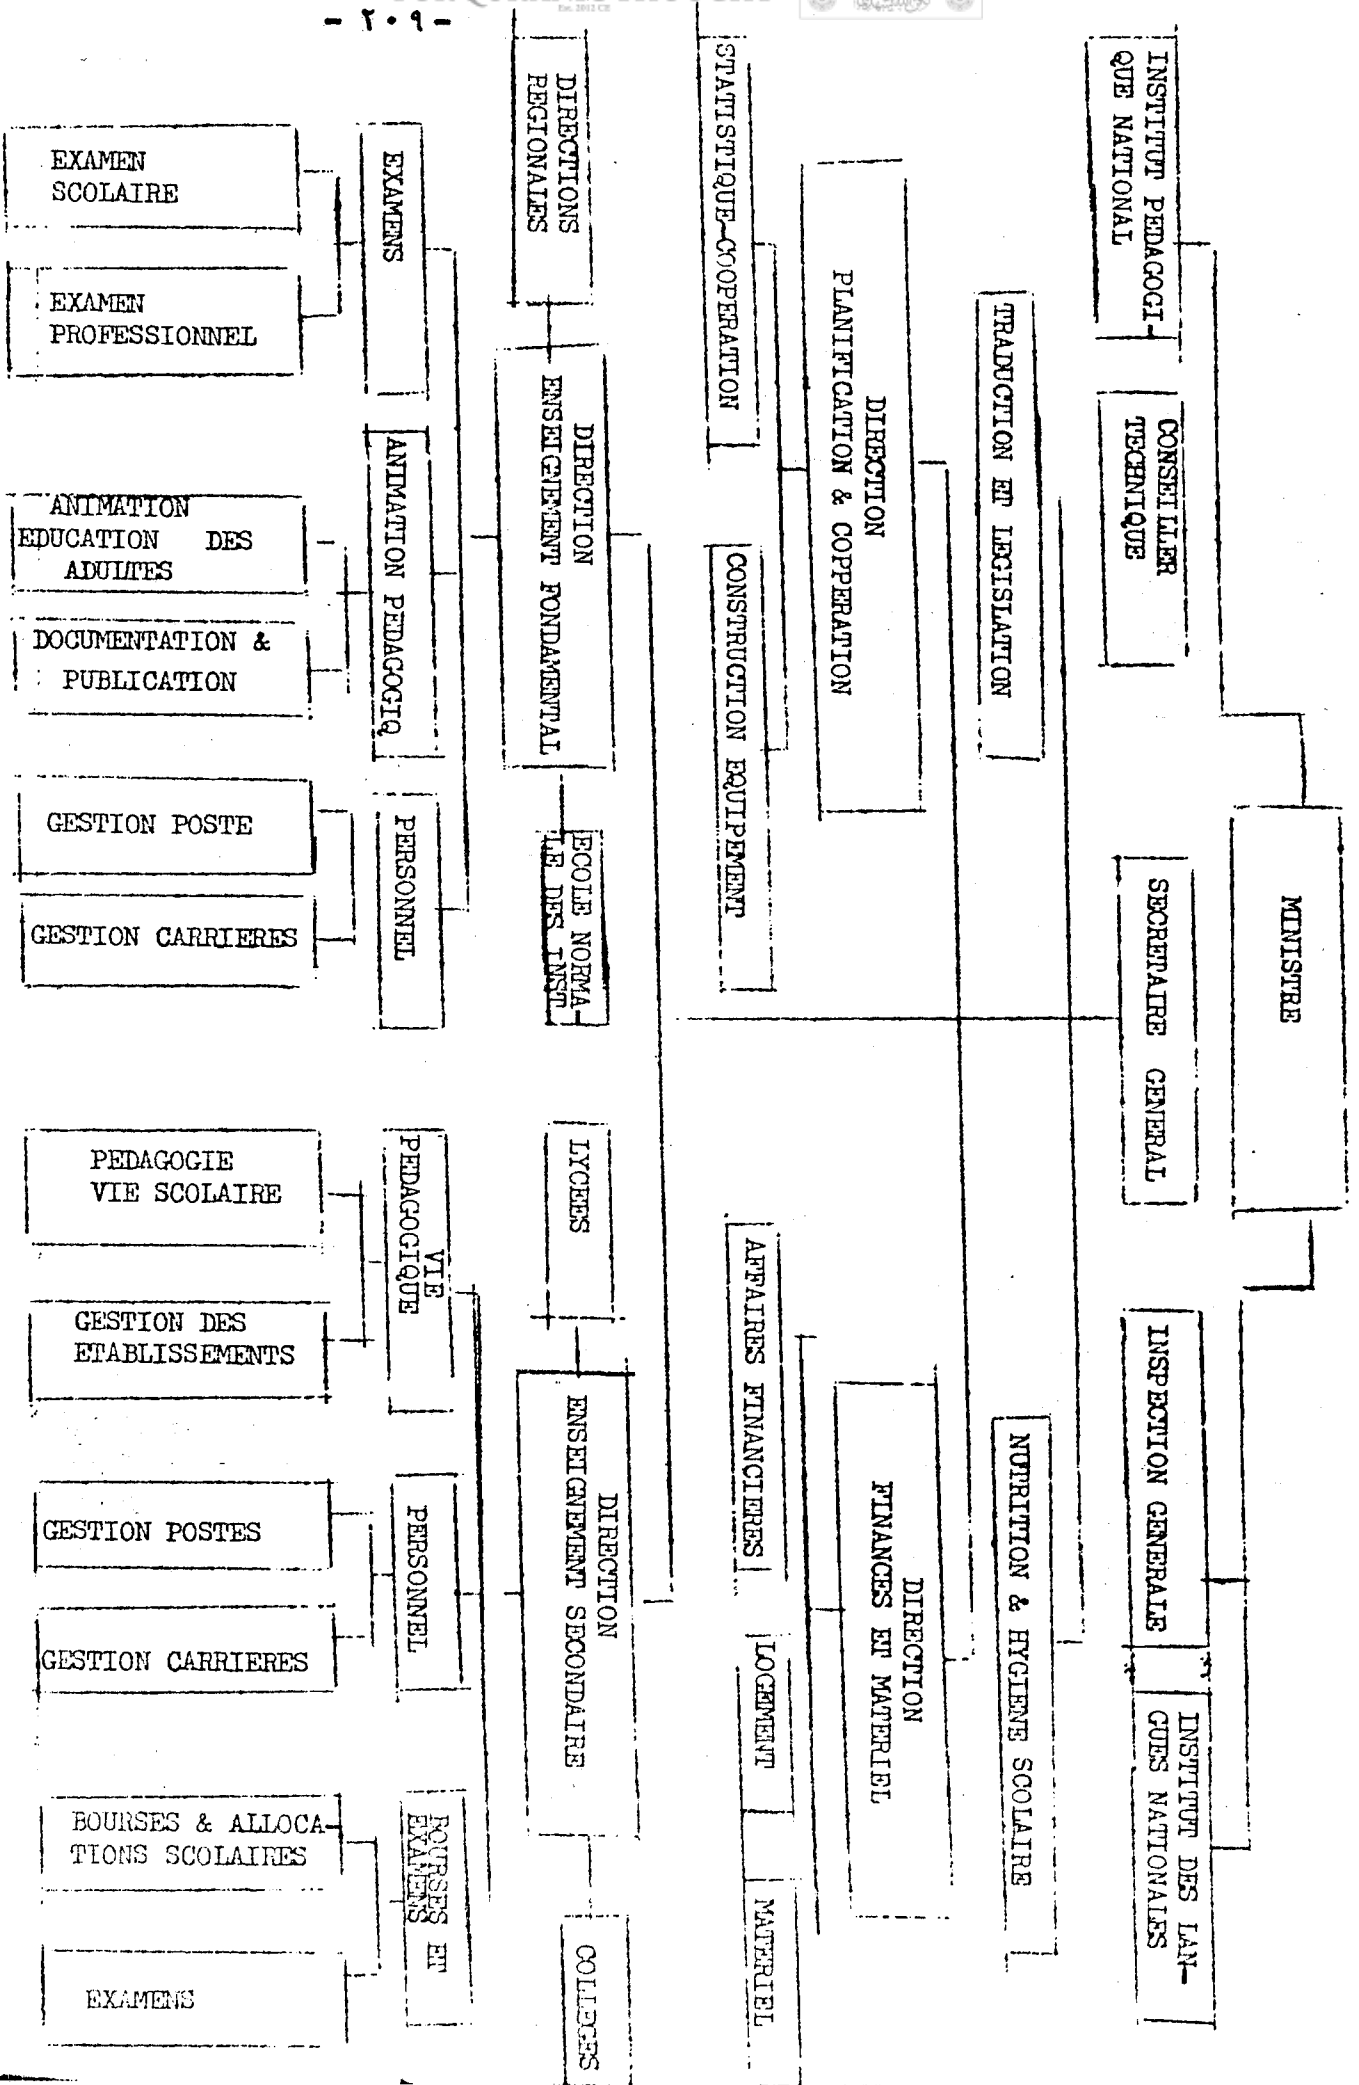 - ٢٠٩ -
MINISTRE
INSTITUT PEDAGOGI-
QUE NATIONAL
CONSEILLER
TECHNIQUE
SECRETAIRE GENERAL
INSPECTION GENERALE
INSTITUT DES LAN-
GUES NATIONALES
TRADUCTION ET LEGISLATION
NUTRITION & HYGIENE SCOLAIRE
DIRECTION
PLANIFICATION & COPPERATION
DIRECTION
FINANCES ET MATERIEL
STATISTIQUE-COOPERATION
CONSTRUCTION EQUIPEMENT
AFFAIRES FINANCIERES
LOGEMENT
MATERIEL
DIRECTIONS
REGIONALES
DIRECTION
ENSEIGNEMENT FONDAMENTAL
ECOLE NORMA-
LE DES INST
LYCEES
DIRECTION
ENSEIGNEMENT SECONDAIRE
COLLEGES
EXAMENS
ANIMATION PEDAGOGIQ
PERSONNEL
VIE
PEDAGOGIQUE
PERSONNEL
BOURSES ET
EXAMENS
EXAMEN
SCOLAIRE
EXAMEN
PROFESSIONNEL
ANIMATION
EDUCATION DES
ADULTES
DOCUMENTATION &
PUBLICATION
GESTION POSTE
GESTION CARRIERES
PEDAGOGIE
VIE SCOLAIRE
GESTION DES
ETABLISSEMENTS
GESTION POSTES
GESTION CARRIERES
BOURSES & ALLOCA-
TIONS SCOLAIRES
EXAMENS